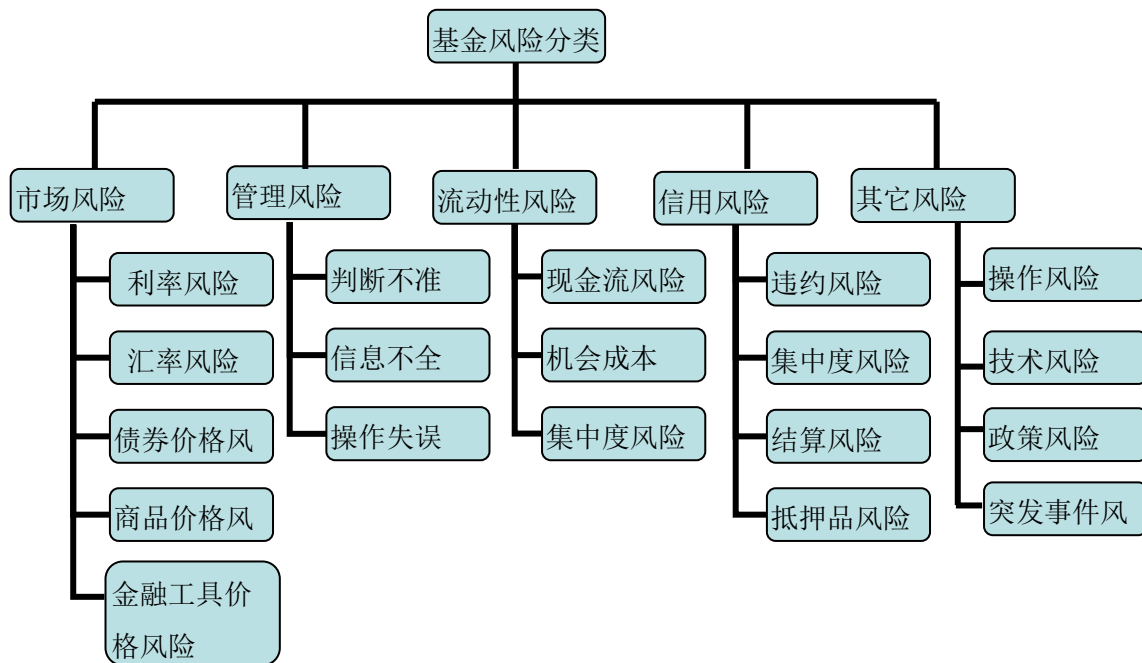 基金风险分类
市场风险
管理风险
流动性风险
信用风险
其它风险
利率风险
汇率风险
债券价格风
商品价格风
金融工具价
格风险
判断不准
信息不全
操作失误
现金流风险
机会成本
集中度风险
违约风险
集中度风险
结算风险
抵押品风险
操作风险
技术风险
政策风险
突发事件风